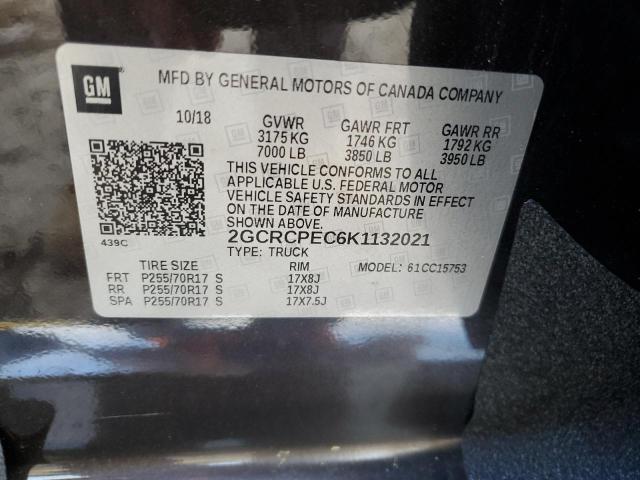 GM
MFD BY GENERAL MOTORS OF CANADA COMPANY
10/18 GVWR GAWR FRT GAWR RR
3175 KG 1746 KG 1792 KG
7000 LB 3850 LB 3950 LB
THIS VEHICLE CONFORMS TO ALL
APPLICABLE U.S. FEDERAL MOTOR
VEHICLE SAFETY STANDARDS IN EFFECT
ON THE DATE OF MANUFACTURE
SHOWN ABOVE.
439C
2GCRCPEC6K1132021
TYPE: TRUCK MODEL: 61CC15753
TIRE SIZE RIM
FRT P255/70R17 S 17X8J
RR P255/70R17 S 17X8J
SPA P255/70R17 S 17X7.5J